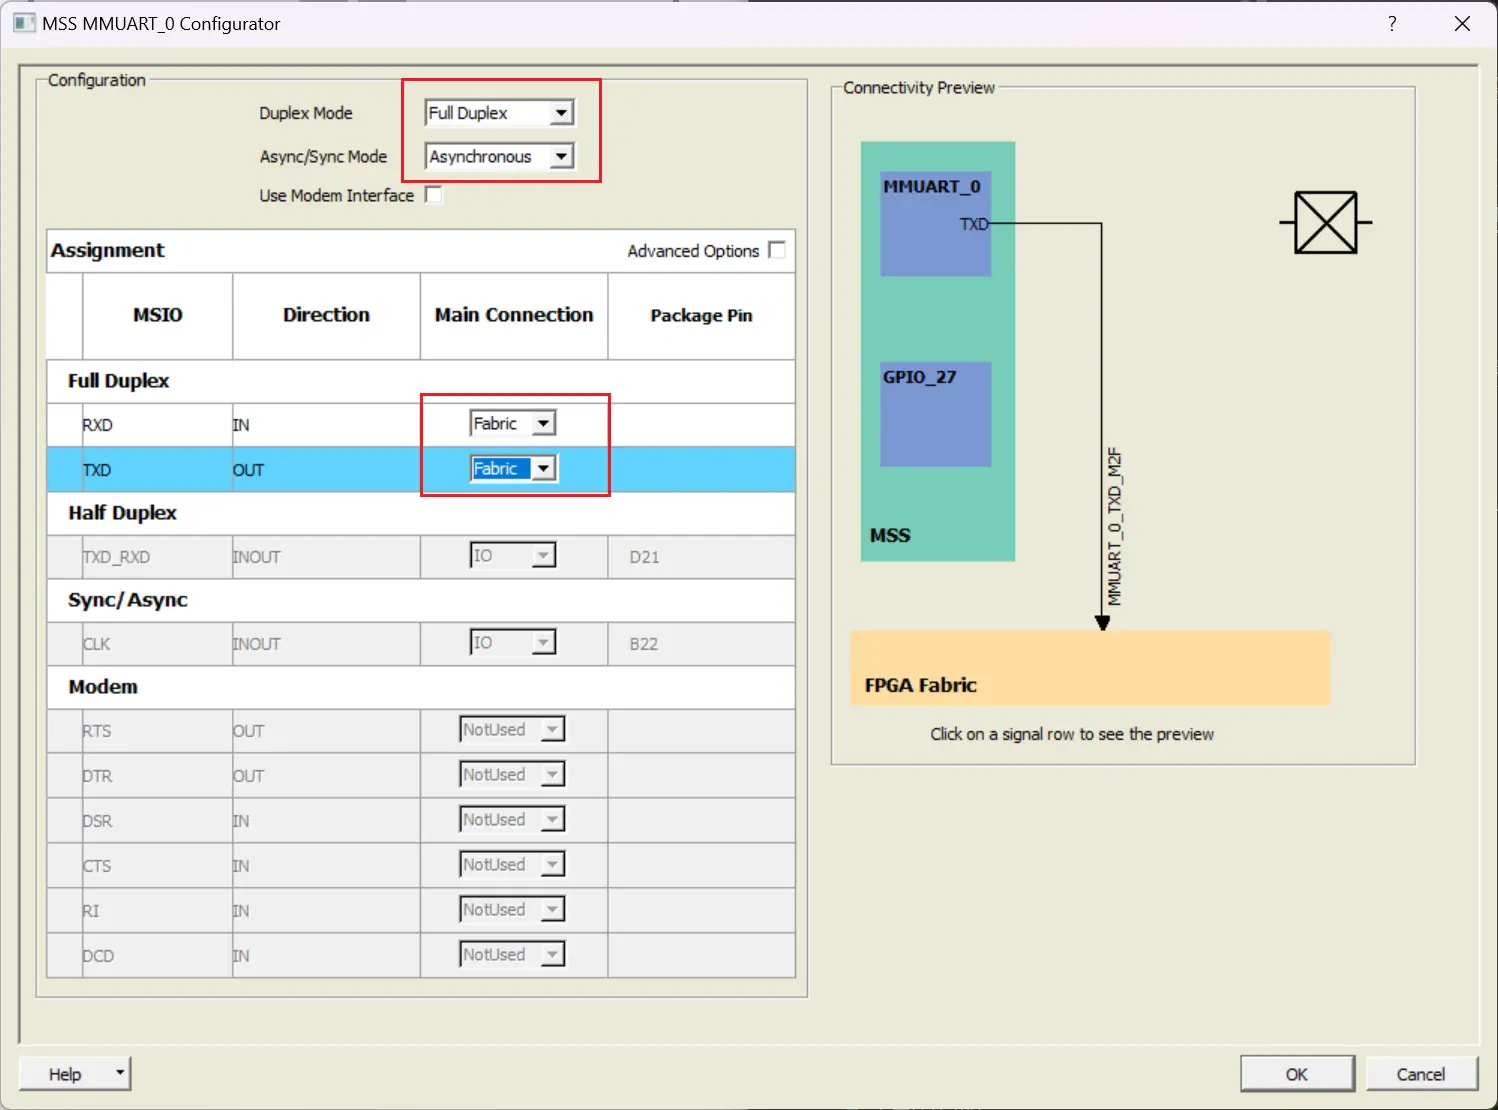 MSS MMUART_0 Configurator
?
Configuration
Duplex Mode Full Duplex
Async/Sync Mode Asynchronous
Use Modem Interface
Assignment Advanced Options
MSIO Direction Main Connection Package Pin
Full Duplex
RXD IN Fabric
TXD OUT Fabric
Half Duplex
TXD_RXD INOUT IO D21
Sync/Async
CLK INOUT IO B22
Modem
RTS OUT NotUsed
DTR OUT NotUsed
DSR IN NotUsed
CTS IN NotUsed
RI IN NotUsed
DCD IN NotUsed
Connectivity Preview
MMUART_0
TXD
GPIO_27
MSS
MMUART_0_TXD_M2F
FPGA Fabric
Click on a signal row to see the preview
Help OK Cancel